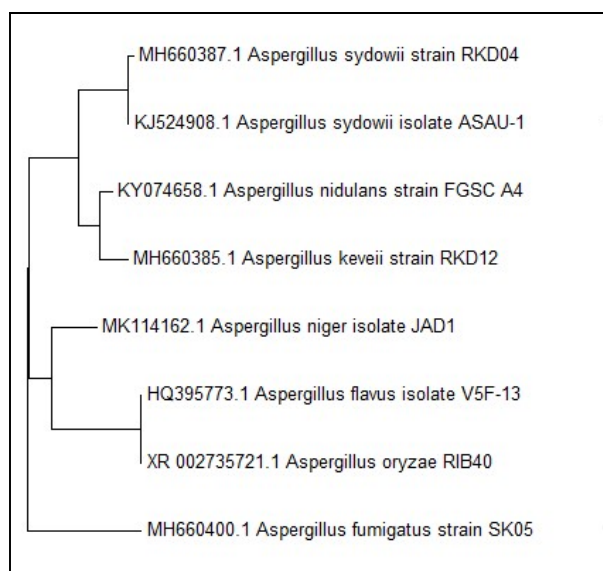 MH660387.1 Aspergillus sydowii strain RKD04
KJ524908.1 Aspergillus sydowii isolate ASAU-1
KY074658.1 Aspergillus nidulans strain FGSC A4
MH660385.1 Aspergillus keveii strain RKD12
MK114162.1 Aspergillus niger isolate JAD1
HQ395773.1 Aspergillus flavus isolate V5F-13
XR 002735721.1 Aspergillus oryzae RIB40
MH660400.1 Aspergillus fumigatus strain SK05